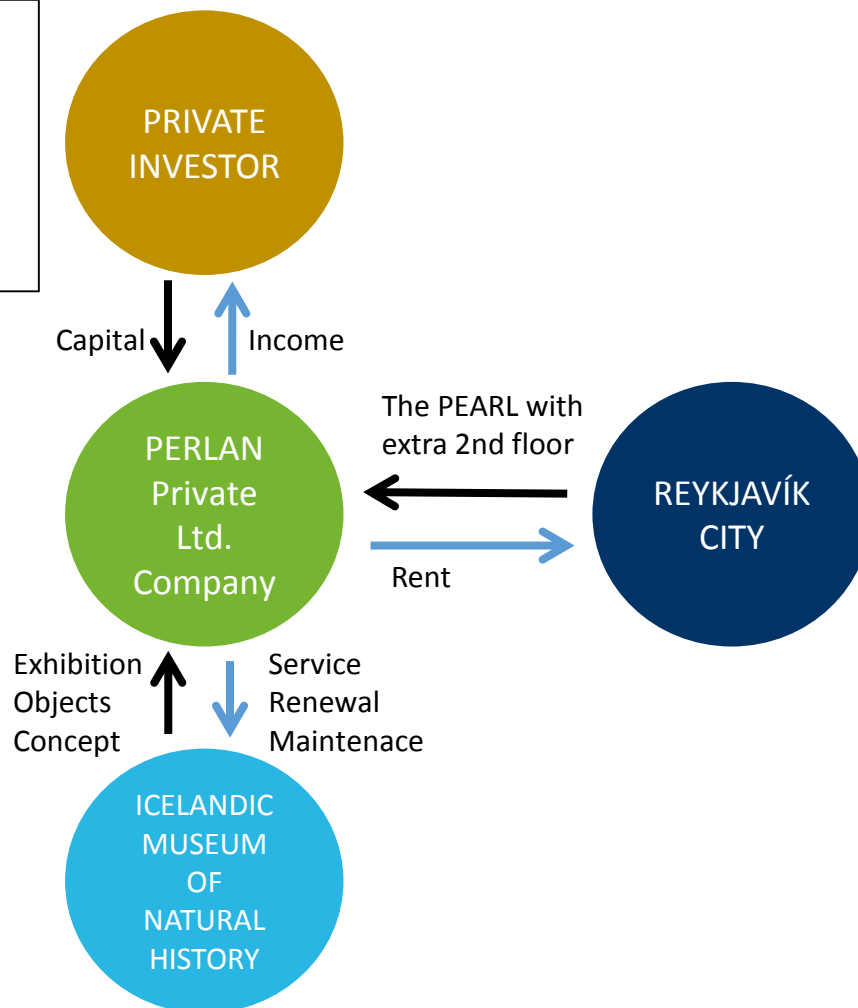 PRIVATE
INVESTOR
Capital
Income
The PEARL with
extra 2nd floor
PERLAN
Private
Ltd.
Company
REYKJAVÍK
CITY
Rent
Exhibition
Objects
Concept
Service
Renewal
Maintenace
ICELANDIC
MUSEUM
OF
NATURAL
HISTORY